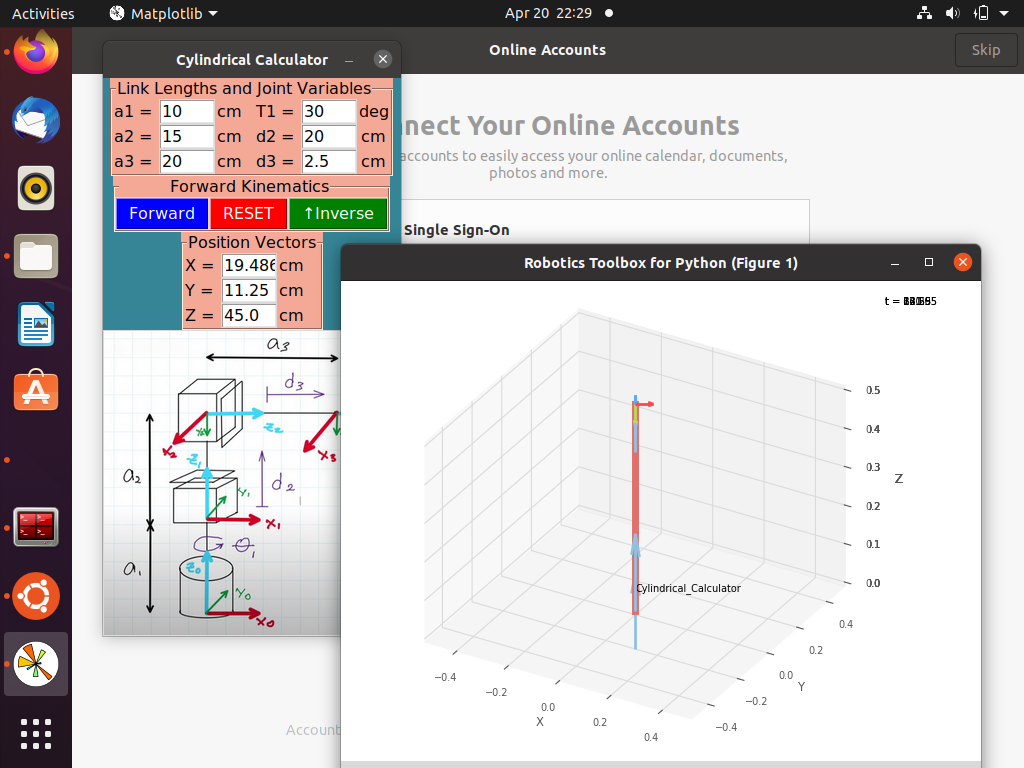 Activities
Matplotlib
Apr 20 22:29
Online Accounts
Skip
Cylindrical Calculator
Link Lengths and Joint Variables
a1 = 10 cm T1 = 30 deg
a2 = 15 cm d2 = 20 cm
a3 = 20 cm d3 = 2.5 cm
Forward Kinematics
Forward RESET ↑Inverse
Position Vectors
X = 19.486 cm
Y = 11.25 cm
Z = 45.0 cm
nect Your Online Accounts
accounts to easily access your online calendar, documents,
photos and more.
Single Sign-On
Account
a3
d3
z2
x2
x3
z1
a2
y1
d2
x1
θ1
a1
z0
y0
x0
Robotics Toolbox for Python (Figure 1)
t =
0.5
0.4
0.3
Z
0.2
0.1
0.0
Cylindrical_Calculator
0.4
0.2
0.0
Y
−0.2
−0.4
−0.4
−0.2
0.0
X
0.2
0.4